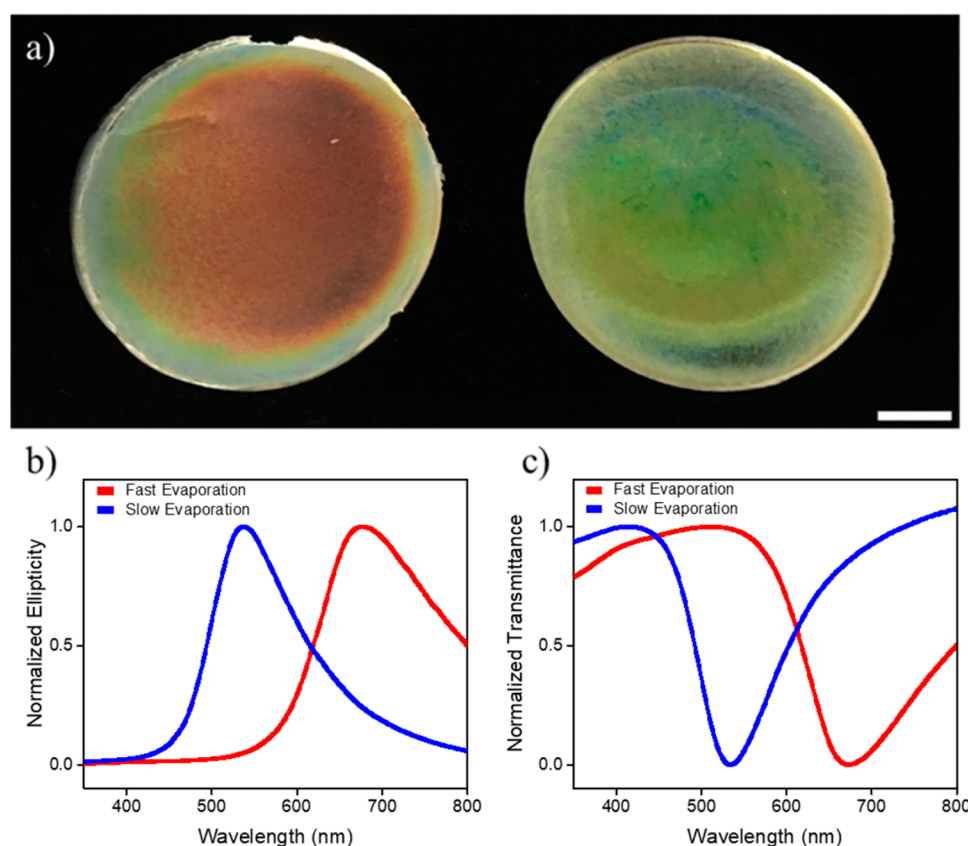 a)
b)
c)
Fast Evaporation
Slow Evaporation
Normalized Ellipticity
1.0
0.5
0.0
400 500 600 700 800
Wavelength (nm)
Fast Evaporation
Slow Evaporation
Normalized Transmittance
1.0
0.5
0.0
400 500 600 700 800
Wavelength (nm)